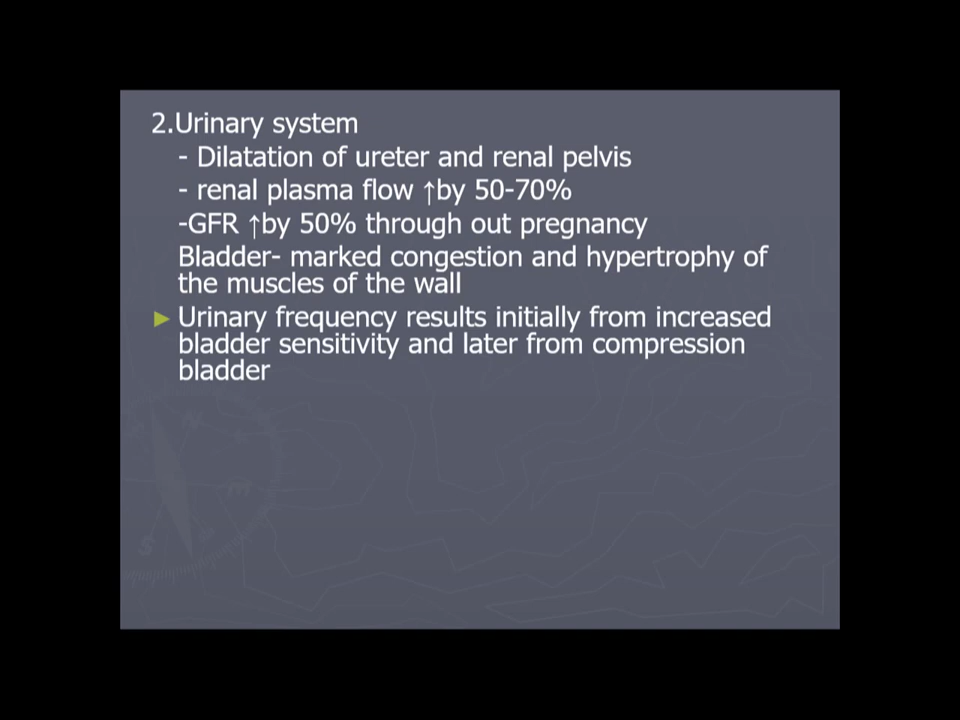 2.Urinary system
- Dilatation of ureter and renal pelvis
- renal plasma flow ↑by 50-70%
-GFR ↑by 50% through out pregnancy
Bladder- marked congestion and hypertrophy of
the muscles of the wall
► Urinary frequency results initially from increased
bladder sensitivity and later from compression
bladder
N
m
S